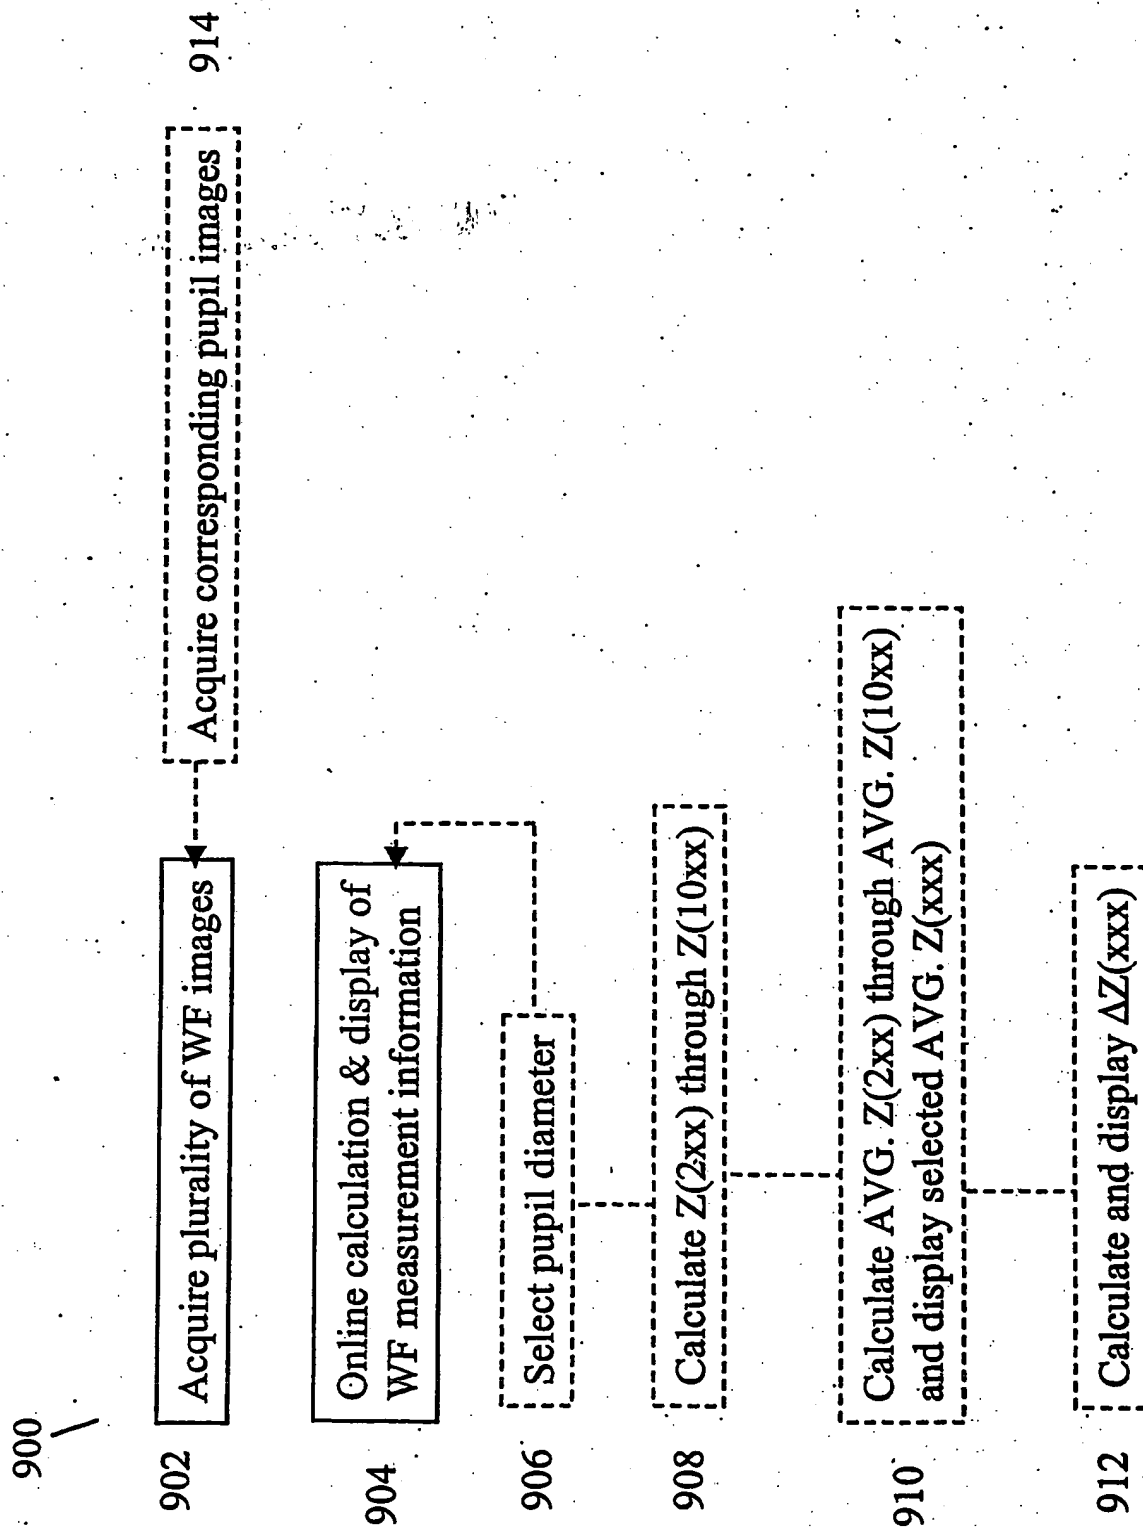 900
902
Acquire plurality of WF images
Acquire corresponding pupil images
914
904
Online calculation & display of
WF measurement information
906
Select pupil diameter
908
Calculate Z(2xx) through Z(10xx)
910
Calculate AVG. Z(2xx) through AVG. Z(10xx)
and display selected AVG. Z(xxx)
912
Calculate and display ΔZ(xxx)